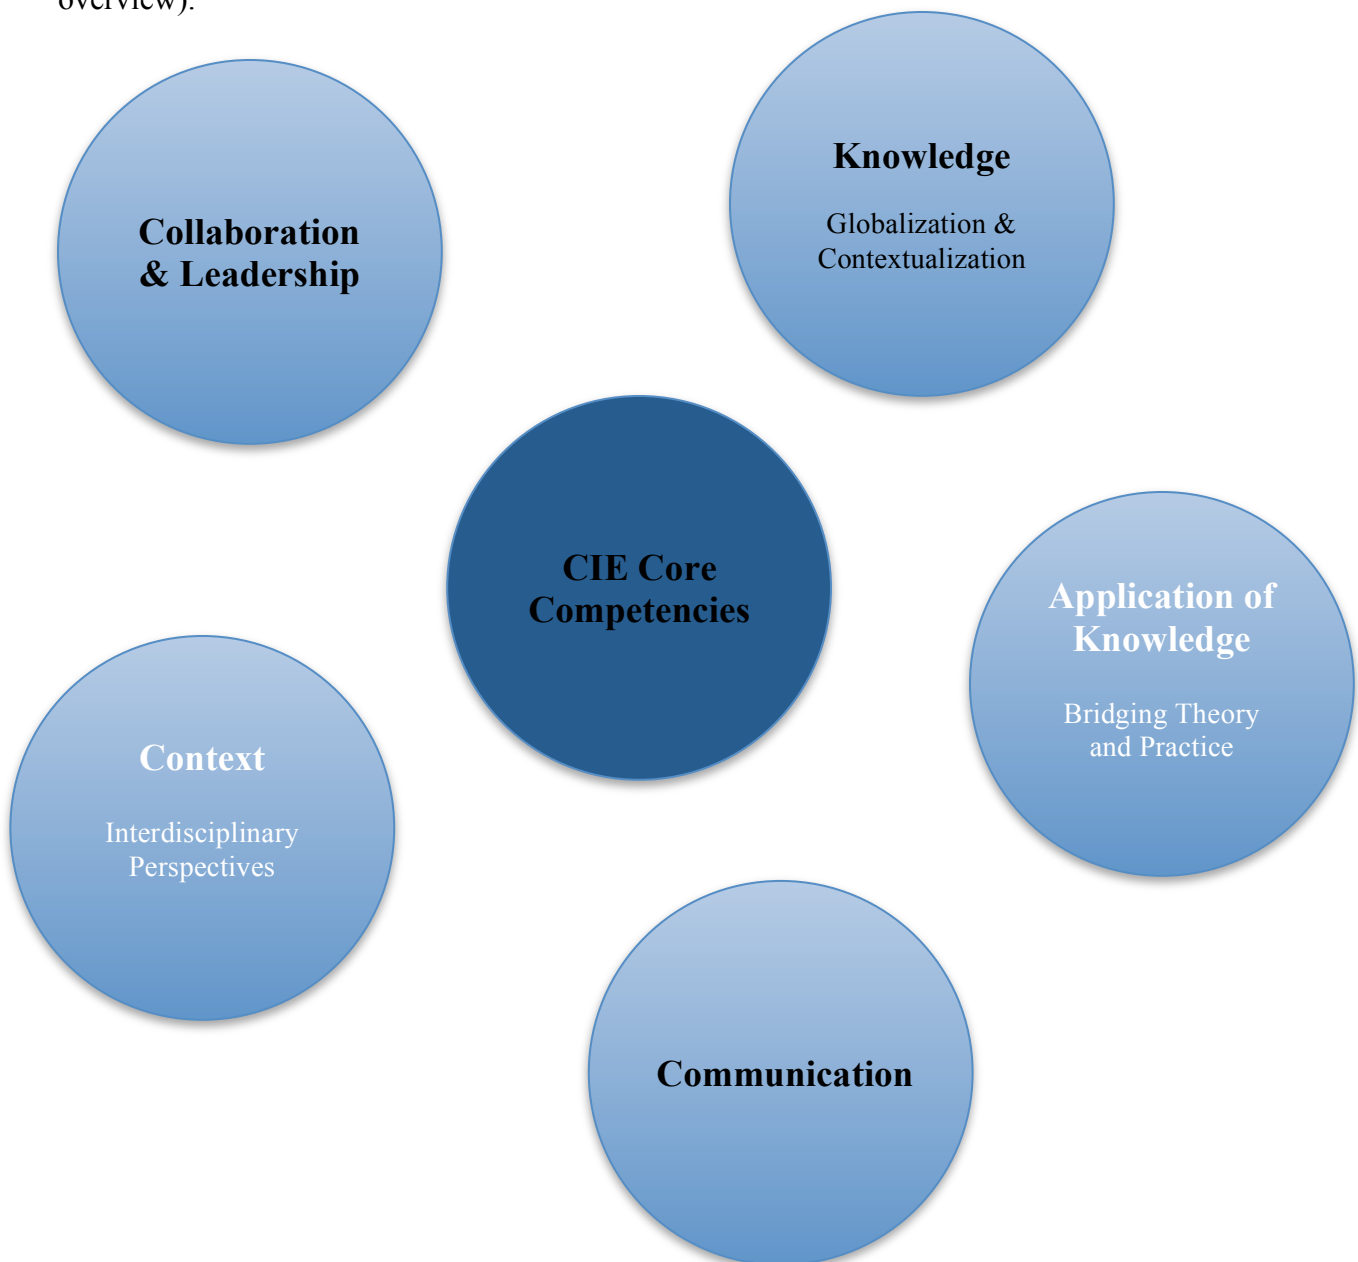 overview).
Collaboration
& Leadership
Knowledge
Globalization &
Contextualization
CIE Core
Competencies
Application of
Knowledge
Bridging Theory
and Practice
Context
Interdisciplinary
Perspectives
Communication